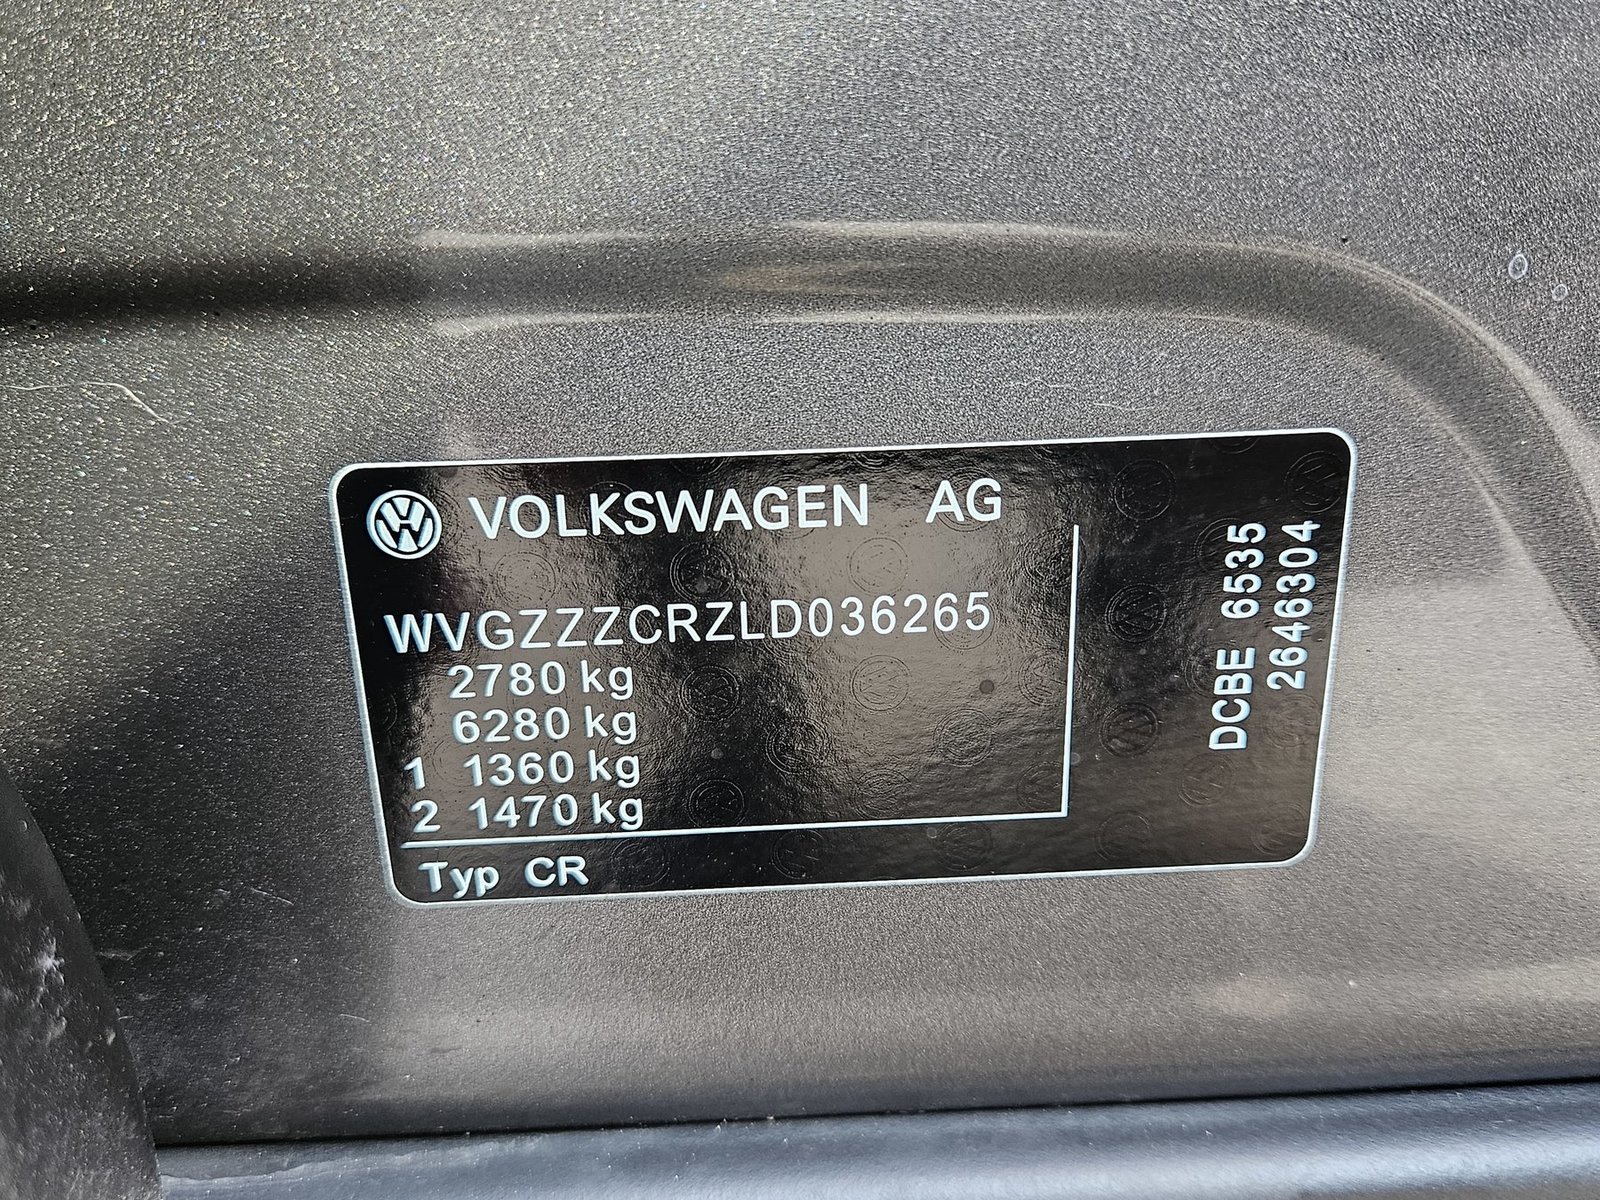 VOLKSWAGEN AG
WVGZZZCRZLD036265
2780 kg
6280 kg
1 1360 kg
2 1470 kg
Typ CR
DCBE 6535
2646304